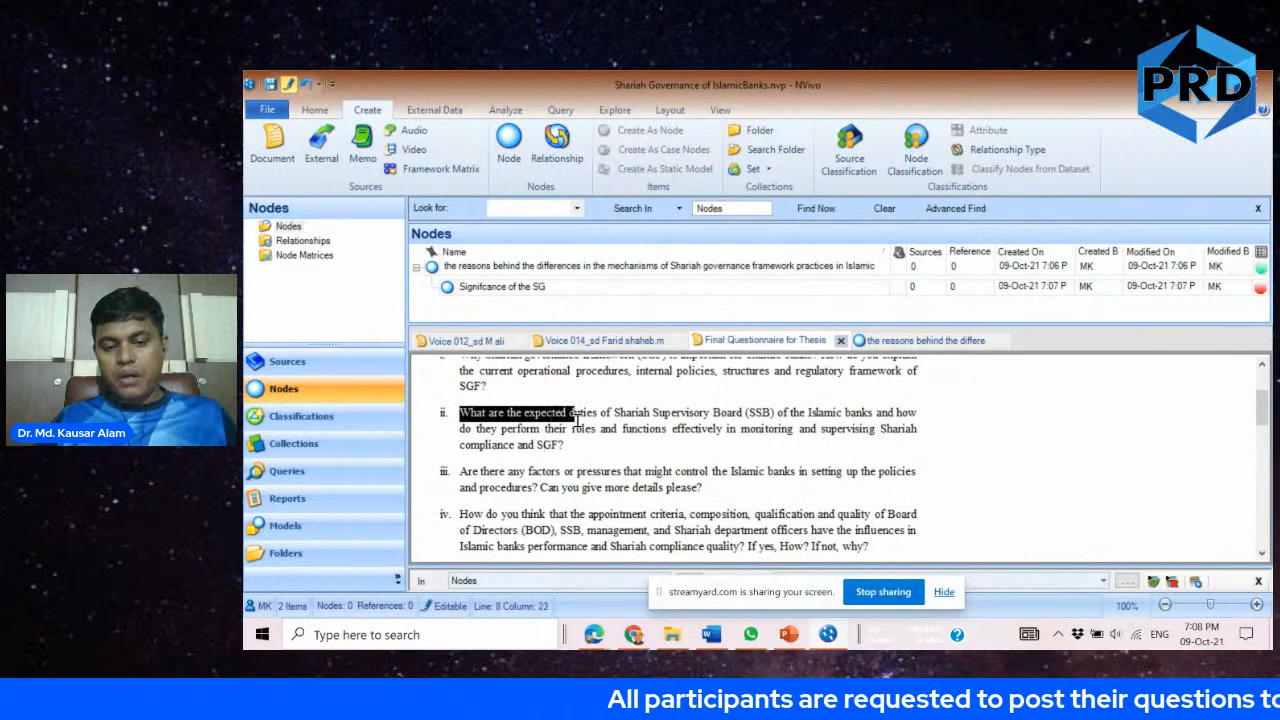 PRD
Shariah Governance of IslamicBanks.nvp - NVivo
File Home Create External Data Analyze Query Explore Layout View
Document External Memo Audio Video Framework Matrix
Sources
Node Relationship
Nodes
Create As Node
Create As Case Nodes
Create As Static Model
Items
Folder
Search Folder
Set
Collections
Source Classification
Node Classification
Attribute
Relationship Type
Classify Nodes from Dataset
Classifications
Nodes
Nodes
Relationships
Node Matrices
Look for: Search In Nodes Find Now Clear Advanced Find X
Nodes
Name Sources Reference Created On Created B Modified On Modified B
the reasons behind the differences in the mechanisms of Shariah governance framework practices in Islamic 0 0 09-Oct-21 7:06 P MK 09-Oct-21 7:06 P MK
Signifcance of the SG 0 0 09-Oct-21 7:07 P MK 09-Oct-21 7:07 P MK
Voice 012_sd M ali Voice 014_sd Farid shaheb.m Final Questionnaire for Thesis the reasons behind the differe
the current operational procedures, internal policies, structures and regulatory framework of
SGF?
ii. What are the expected duties of Shariah Supervisory Board (SSB) of the Islamic banks and how
do they perform their roles and functions effectively in monitoring and supervising Shariah
compliance and SGF?
iii. Are there any factors or pressures that might control the Islamic banks in setting up the policies
and procedures? Can you give more details please?
iv. How do you think that the appointment criteria, composition, qualification and quality of Board
of Directors (BOD), SSB, management, and Shariah department officers have the influences in
Islamic banks performance and Shariah compliance quality? If yes, How? If not, why?
Sources
Nodes
Classifications
Collections
Queries
Reports
Models
Folders
In Nodes X
streamyard.com is sharing your screen. Stop sharing Hide
MK 2 Items Nodes: 0 References: 0 Editable Line: 8 Column: 23 100%
Type here to search
ENG
7:08 PM
09-Oct-21
Dr. Md. Kausar Alam
All participants are requested to post their questions to